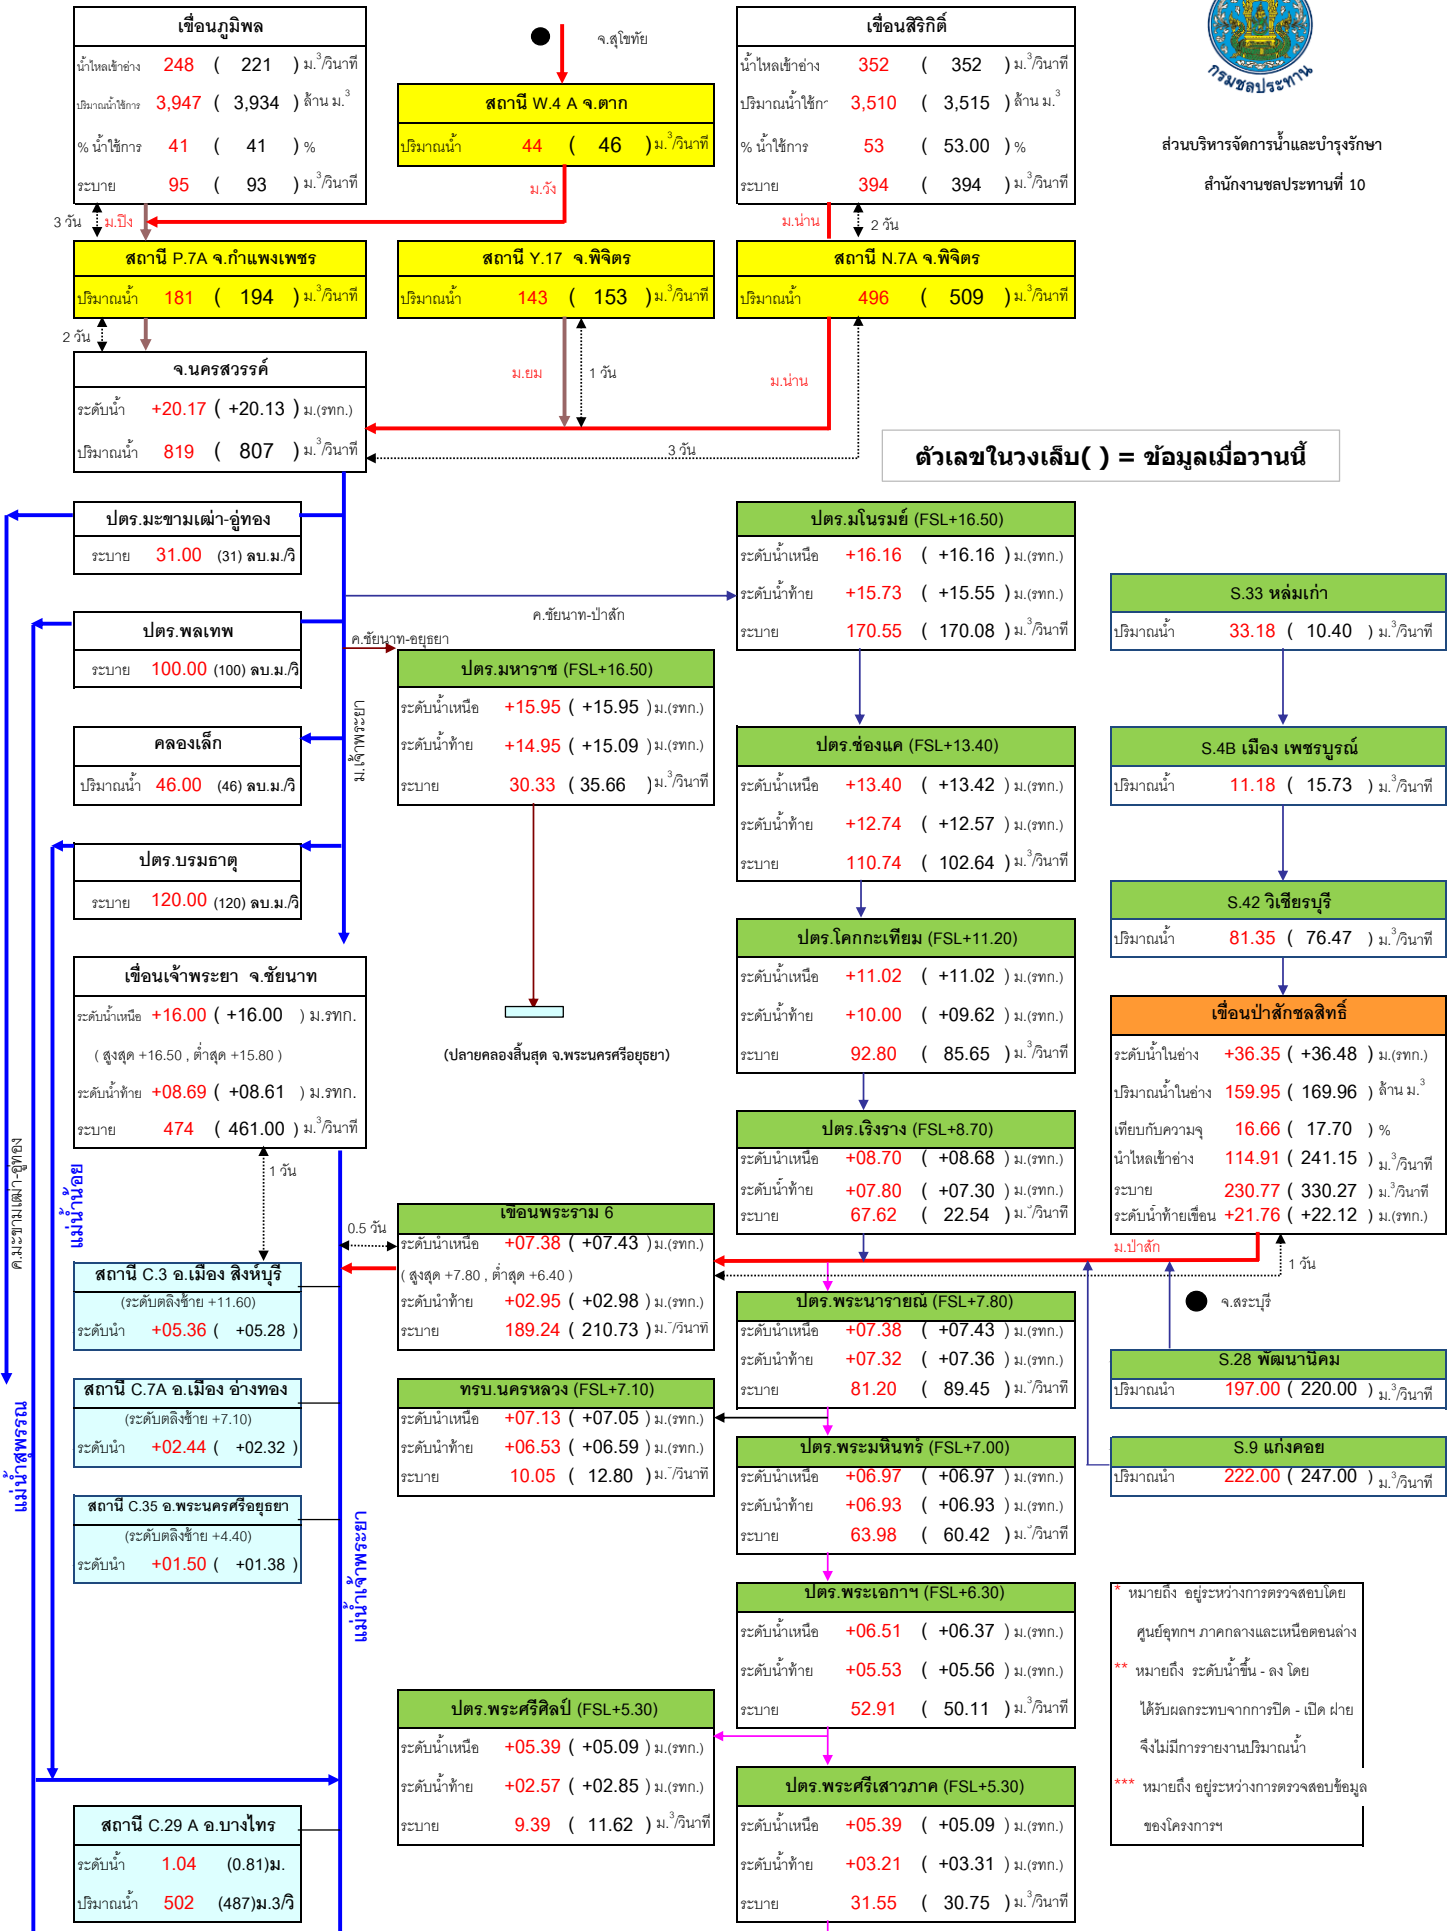 เขื่อนภูมิพล
น้ำไหลเข้าอ่าง 248 ( 221 ) ม.³/วินาที
ปริมาณน้ำใช้การ 3,947 ( 3,934 ) ล้าน ม.³
% น้ำใช้การ 41 ( 41 ) %
ระบาย 95 ( 93 ) ม.³/วินาที
จ.สุโขทัย
สถานี W.4 A จ.ตาก
ปริมาณน้ำ 44 ( 46 ) ม.³/วินาที
เขื่อนสิริกิติ์
น้ำไหลเข้าอ่าง 352 ( 352 ) ม.³/วินาที
ปริมาณน้ำใช้กา 3,510 ( 3,515 ) ล้าน ม.³
% น้ำใช้การ 53 ( 53.00 ) %
ระบาย 394 ( 394 ) ม.³/วินาที
กรมชลประทาน
ส่วนบริหารจัดการน้ำและบำรุงรักษา
สำนักงานชลประทานที่ 10
3 วัน ม.ปิง
ม.วัง
ม.น่าน 2 วัน
สถานี P.7A จ.กำแพงเพชร
ปริมาณน้ำ 181 ( 194 ) ม.³/วินาที
สถานี Y.17 จ.พิจิตร
ปริมาณน้ำ 143 ( 153 ) ม.³/วินาที
สถานี N.7A จ.พิจิตร
ปริมาณน้ำ 496 ( 509 ) ม.³/วินาที
2 วัน
จ.นครสวรรค์
ระดับน้ำ +20.17 ( +20.13 ) ม.(รทก.)
ปริมาณน้ำ 819 ( 807 ) ม.³/วินาที
ม.ยม 1 วัน
ม.น่าน
3 วัน
ตัวเลขในวงเล็บ( ) = ข้อมูลเมื่อวานนี้
ปตร.มะขามเฒ่า-อู่ทอง
ระบาย 31.00 (31) ลบ.ม./วิ
ปตร.พลเทพ
ระบาย 100.00 (100) ลบ.ม./วิ
คลองเล็ก
ปริมาณน้ำ 46.00 (46) ลบ.ม./วิ
ปตร.บรมธาตุ
ระบาย 120.00 (120) ลบ.ม./วิ
ค.ชัยนาท-ป่าสัก
ค.ชัยนาท-อยุธยา
ม.เจ้าพระยา
ปตร.มหาราช (FSL+16.50)
ระดับน้ำเหนือ +15.95 ( +15.95 ) ม.(รทก.)
ระดับน้ำท้าย +14.95 ( +15.09 ) ม.(รทก.)
ระบาย 30.33 ( 35.66 ) ม.³/วินาที
(ปลายคลองสิ้นสุด จ.พระนครศรีอยุธยา)
ปตร.มโนรมย์ (FSL+16.50)
ระดับน้ำเหนือ +16.16 ( +16.16 ) ม.(รทก.)
ระดับน้ำท้าย +15.73 ( +15.55 ) ม.(รทก.)
ระบาย 170.55 ( 170.08 ) ม.³/วินาที
ปตร.ช่องแค (FSL+13.40)
ระดับน้ำเหนือ +13.40 ( +13.42 ) ม.(รทก.)
ระดับน้ำท้าย +12.74 ( +12.57 ) ม.(รทก.)
ระบาย 110.74 ( 102.64 ) ม.³/วินาที
ปตร.โคกกะเทียม (FSL+11.20)
ระดับน้ำเหนือ +11.02 ( +11.02 ) ม.(รทก.)
ระดับน้ำท้าย +10.00 ( +09.62 ) ม.(รทก.)
ระบาย 92.80 ( 85.65 ) ม.³/วินาที
ปตร.เริงราง (FSL+8.70)
ระดับน้ำเหนือ +08.70 ( +08.68 ) ม.(รทก.)
ระดับน้ำท้าย +07.80 ( +07.30 ) ม.(รทก.)
ระบาย 67.62 ( 22.54 ) ม.³/วินาที
S.33 หล่มเก่า
ปริมาณน้ำ 33.18 ( 10.40 ) ม.³/วินาที
S.4B เมือง เพชรบูรณ์
ปริมาณน้ำ 11.18 ( 15.73 ) ม.³/วินาที
S.42 วิเชียรบุรี
ปริมาณน้ำ 81.35 ( 76.47 ) ม.³/วินาที
เขื่อนป่าสักชลสิทธิ์
ระดับน้ำในอ่าง +36.35 ( +36.48 ) ม.(รทก.)
ปริมาณน้ำในอ่าง 159.95 ( 169.96 ) ล้าน ม.³
เทียบกับความจุ 16.66 ( 17.70 ) %
น้ำไหลเข้าอ่าง 114.91 ( 241.15 ) ม.³/วินาที
ระบาย 230.77 ( 330.27 ) ม.³/วินาที
ระดับน้ำท้ายเขื่อน +21.76 ( +22.12 ) ม.(รทก.)
เขื่อนเจ้าพระยา จ.ชัยนาท
ระดับน้ำเหนือ +16.00 ( +16.00 ) ม.รทก.
( สูงสุด +16.50 , ต่ำสุด +15.80 )
ระดับน้ำท้าย +08.69 ( +08.61 ) ม.รทก.
ระบาย 474 ( 461.00 ) ม.³/วินาที
1 วัน
ค.มะขามเฒ่า-อู่ทอง
แม่น้ำน้อย
0.5 วัน
เขื่อนพระราม 6
ระดับน้ำเหนือ +07.38 ( +07.43 ) ม.(รทก.)
( สูงสุด +7.80 , ต่ำสุด +6.40 )
ระดับน้ำท้าย +02.95 ( +02.98 ) ม.(รทก.)
ระบาย 189.24 ( 210.73 ) ม.³/วินาที
ม.ป่าสัก
1 วัน
จ.สระบุรี
สถานี C.3 อ.เมือง สิงห์บุรี
(ระดับตลิ่งซ้าย +11.60)
ระดับน้ำ +05.36 ( +05.28 )
สถานี C.7A อ.เมือง อ่างทอง
(ระดับตลิ่งซ้าย +7.10)
ระดับน้ำ +02.44 ( +02.32 )
สถานี C.35 อ.พระนครศรีอยุธยา
(ระดับตลิ่งซ้าย +4.40)
ระดับน้ำ +01.50 ( +01.38 )
แม่น้ำสุพรรณ
แม่น้ำเจ้าพระยา
ทรบ.นครหลวง (FSL+7.10)
ระดับน้ำเหนือ +07.13 ( +07.05 ) ม.(รทก.)
ระดับน้ำท้าย +06.53 ( +06.59 ) ม.(รทก.)
ระบาย 10.05 ( 12.80 ) ม.³/วินาที
ปตร.พระนารายณ์ (FSL+7.80)
ระดับน้ำเหนือ +07.38 ( +07.43 ) ม.(รทก.)
ระดับน้ำท้าย +07.32 ( +07.36 ) ม.(รทก.)
ระบาย 81.20 ( 89.45 ) ม.³/วินาที
ปตร.พระมหินทร์ (FSL+7.00)
ระดับน้ำเหนือ +06.97 ( +06.97 ) ม.(รทก.)
ระดับน้ำท้าย +06.93 ( +06.93 ) ม.(รทก.)
ระบาย 63.98 ( 60.42 ) ม.³/วินาที
S.28 พัฒนานิคม
ปริมาณน้ำ 197.00 ( 220.00 ) ม.³/วินาที
S.9 แก่งคอย
ปริมาณน้ำ 222.00 ( 247.00 ) ม.³/วินาที
ปตร.พระเอกาฯ (FSL+6.30)
ระดับน้ำเหนือ +06.51 ( +06.37 ) ม.(รทก.)
ระดับน้ำท้าย +05.53 ( +05.56 ) ม.(รทก.)
ระบาย 52.91 ( 50.11 ) ม.³/วินาที
ปตร.พระศรีศิลป์ (FSL+5.30)
ระดับน้ำเหนือ +05.39 ( +05.09 ) ม.(รทก.)
ระดับน้ำท้าย +02.57 ( +02.85 ) ม.(รทก.)
ระบาย 9.39 ( 11.62 ) ม.³/วินาที
ปตร.พระศรีเสาวภาค (FSL+5.30)
ระดับน้ำเหนือ +05.39 ( +05.09 ) ม.(รทก.)
ระดับน้ำท้าย +03.21 ( +03.31 ) ม.(รทก.)
ระบาย 31.55 ( 30.75 ) ม.³/วินาที
* หมายถึง อยู่ระหว่างการตรวจสอบโดย
ศูนย์อุทกฯ ภาคกลางและเหนือตอนล่าง
** หมายถึง ระดับน้ำขึ้น - ลง โดย
ได้รับผลกระทบจากการปิด - เปิด ฝาย
จึงไม่มีการรายงานปริมาณน้ำ
*** หมายถึง อยู่ระหว่างการตรวจสอบข้อมูล
ของโครงการฯ
สถานี C.29 A อ.บางไทร
ระดับน้ำ 1.04 (0.81)ม.
ปริมาณน้ำ 502 (487)ม.3/วิ